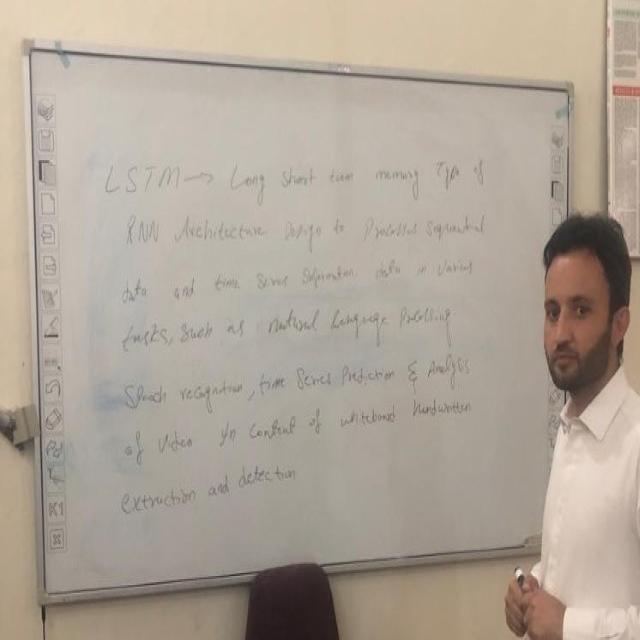 LSTM → Long short term memory Type of
RNN Architecture Design to Processes sequential
data and time Series data in various
tasks, such as Natural Language Processing
Speech recognition, time Series Prediction & Analysis
of Video in context of whiteboard handwritten
extraction and detection